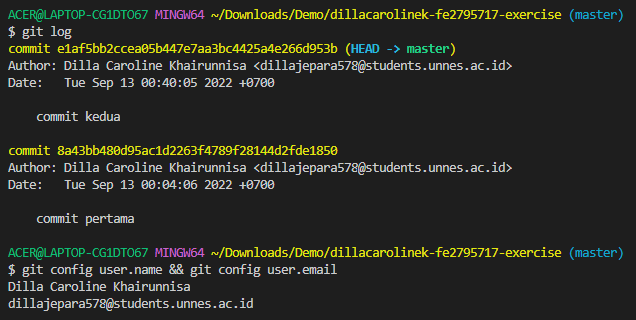 ACER@LAPTOP-CG1DTO67 MINGW64 ~/Downloads/Demo/dillacarolinek-fe2795717-exercise (master)
$ git log
commit e1af5bb2ccea05b447e7aa3bc4425a4e266d953b (HEAD -> master)
Author: Dilla Caroline Khairunnisa <dillajepara578@students.unnes.ac.id>
Date:   Tue Sep 13 00:40:05 2022 +0700
commit kedua
commit 8a43bb480d95ac1d2263f4789f28144d2fde1850
Author: Dilla Caroline Khairunnisa <dillajepara578@students.unnes.ac.id>
Date:   Tue Sep 13 00:04:06 2022 +0700
commit pertama
ACER@LAPTOP-CG1DTO67 MINGW64 ~/Downloads/Demo/dillacarolinek-fe2795717-exercise (master)
$ git config user.name && git config user.email
Dilla Caroline Khairunnisa
dillajepara578@students.unnes.ac.id